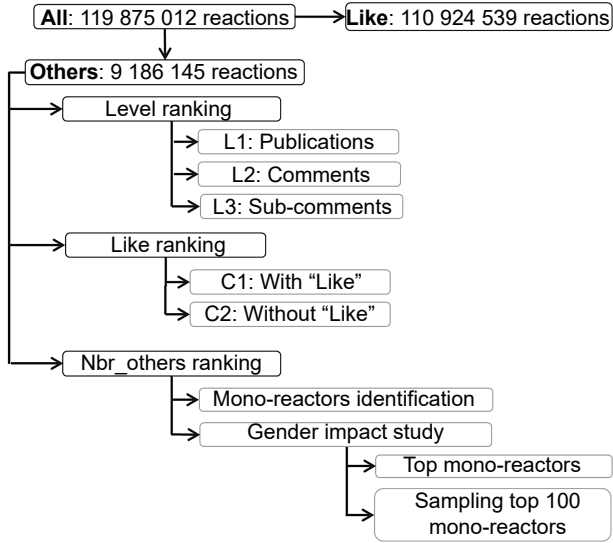 All: 119 875 012 reactions
Like: 110 924 539 reactions
Others: 9 186 145 reactions
Level ranking
L1: Publications
L2: Comments
L3: Sub-comments
Like ranking
C1: With “Like”
C2: Without “Like”
Nbr_others ranking
Mono-reactors identification
Gender impact study
Top mono-reactors
Sampling top 100
mono-reactors